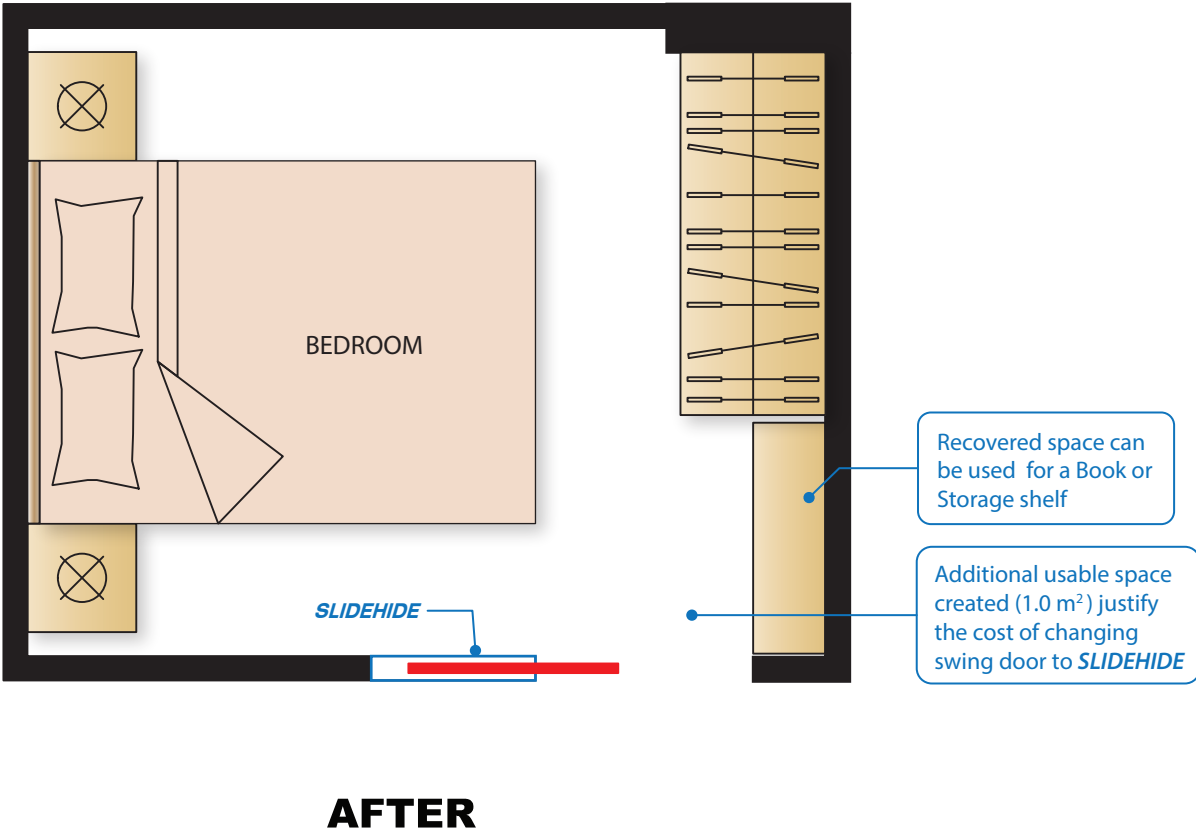 BEDROOM
Recovered space can
be used for a Book or
Storage shelf
Additional usable space
created (1.0 m²) justify
the cost of changing
swing door to SLIDEHIDE
SLIDEHIDE
AFTER